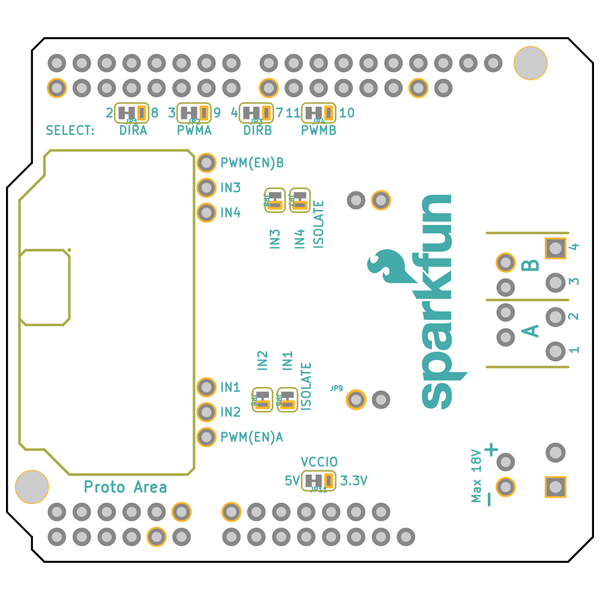 2 8 3 9 4 7 11 10
SELECT: DIRA PWMA DIRB PWMB
PWM(EN)B
IN3
IN4
IN3
IN4
ISOLATE
sparkfun
B
A
4
3
2
1
IN2
IN1
ISOLATE
JP9
IN1
IN2
PWM(EN)A
VCCIO
5V 3.3V
JP11
Max 18V
+
-
Proto Area